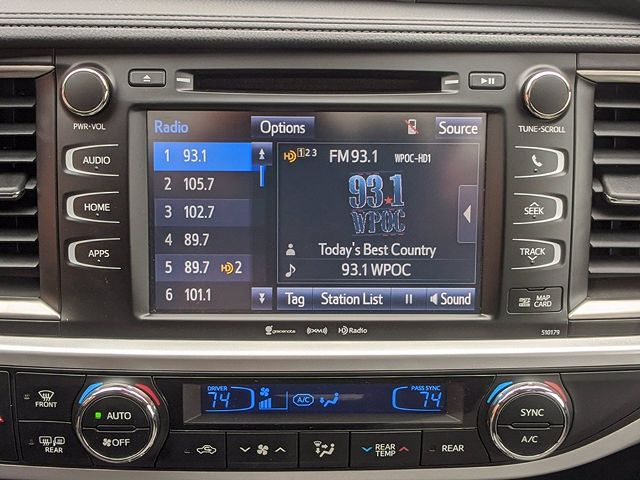 PWR•VOL
TUNE•SCROLL
AUDIO
HOME
APPS
SEEK
TRACK
MAP CARD
Radio
Options
Source
1 93.1
2 105.7
3 102.7
4 89.7
5 89.7 HD 2
6 101.1
HD 1 2 3 FM 93.1 WPOC-HD1
93.1
WPOC
Today's Best Country
93.1 WPOC
Tag Station List Sound
gracenote ((XM)) HD Radio
510179
FRONT
REAR
AUTO
OFF
DRIVER
74
A/C
PASS SYNC
74
SYNC
A/C
REAR TEMP
REAR